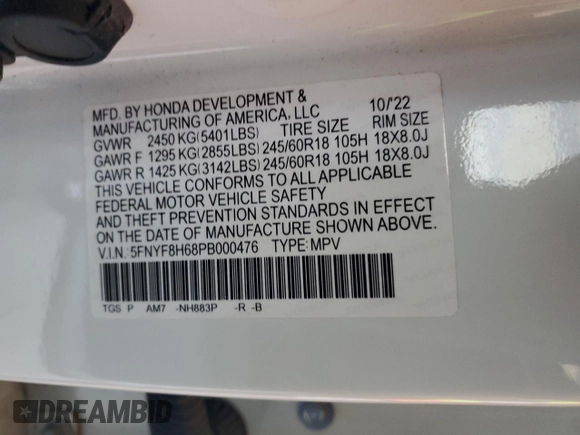 MFD. BY HONDA DEVELOPMENT &
MANUFACTURING OF AMERICA, LLC 10/'22
GVWR 2450 KG(5401LBS) TIRE SIZE RIM SIZE
GAWR F 1295 KG(2855LBS) 245/60R18 105H 18X8.0J
GAWR R 1425 KG(3142LBS) 245/60R18 105H 18X8.0J
THIS VEHICLE CONFORMS TO ALL APPLICABLE
FEDERAL MOTOR VEHICLE SAFETY
AND THEFT PREVENTION STANDARDS IN EFFECT
ON THE DATE OF MANUFACTURE SHOWN ABOVE.
V.I.N. 5FNYF8H68PB000476 TYPE:MPV
TGS P AM7 -NH883P -R -B
DREAMBID